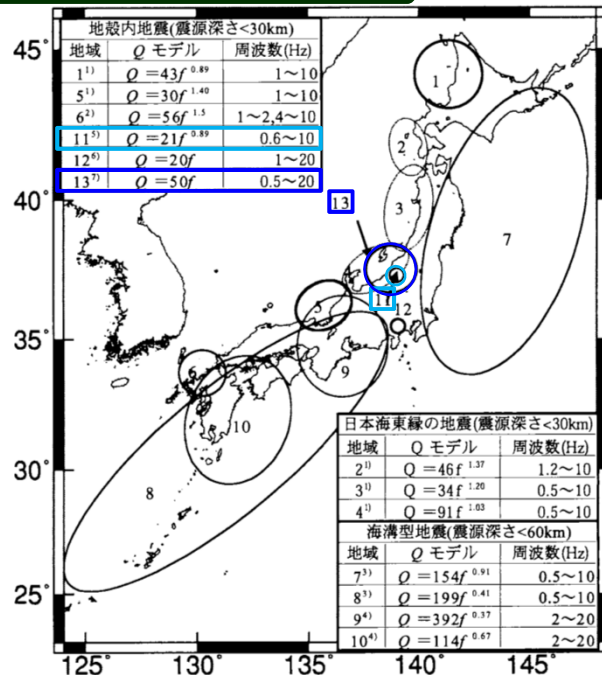 地殻内地震(震源深さ<30km)
地域 Q モデル 周波数(Hz)
1¹⁾ Q =43f ⁰·⁸⁹ 1～10
5¹⁾ Q =30f ¹·⁴⁰ 1～10
6²⁾ Q =56f ¹·⁵ 1～2,4～10
11⁵⁾ Q =21f ⁰·⁸⁹ 0.6～10
12⁶⁾ Q =20f 1～20
13⁷⁾ Q =50f 0.5～20
45°
40°
35°
30°
25°
1
2
3
13
7
4
11
12
5
6
9
10
8
日本海東縁の地震(震源深さ<30km)
地域 Q モデル 周波数(Hz)
2¹⁾ Q =46f ¹·³⁷ 1.2～10
3¹⁾ Q =34f ¹·²⁰ 0.5～10
4¹⁾ Q =91f ¹·⁰³ 0.5～10
海溝型地震(震源深さ<60km)
地域 Q モデル 周波数(Hz)
7³⁾ Q =154f ⁰·⁹¹ 0.5～10
8³⁾ Q =199f ⁰·⁴¹ 0.5～10
9⁴⁾ Q =392f ⁰·³⁷ 2～20
10⁴⁾ Q =114f ⁰·⁶⁷ 2～20
125° 130° 135° 140° 145°